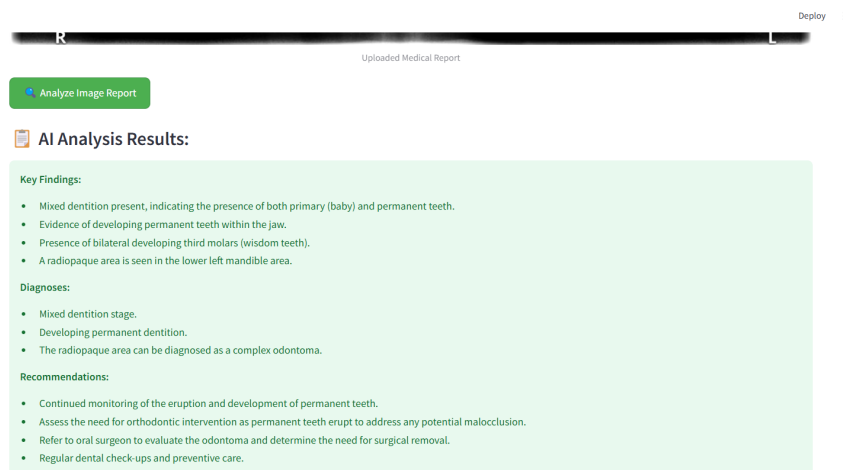 Deploy
R
L
Uploaded Medical Report
Analyze Image Report
AI Analysis Results:
Key Findings:
• Mixed dentition present, indicating the presence of both primary (baby) and permanent teeth.
• Evidence of developing permanent teeth within the jaw.
• Presence of bilateral developing third molars (wisdom teeth).
• A radiopaque area is seen in the lower left mandible area.
Diagnoses:
• Mixed dentition stage.
• Developing permanent dentition.
• The radiopaque area can be diagnosed as a complex odontoma.
Recommendations:
• Continued monitoring of the eruption and development of permanent teeth.
• Assess the need for orthodontic intervention as permanent teeth erupt to address any potential malocclusion.
• Refer to oral surgeon to evaluate the odontoma and determine the need for surgical removal.
• Regular dental check-ups and preventive care.